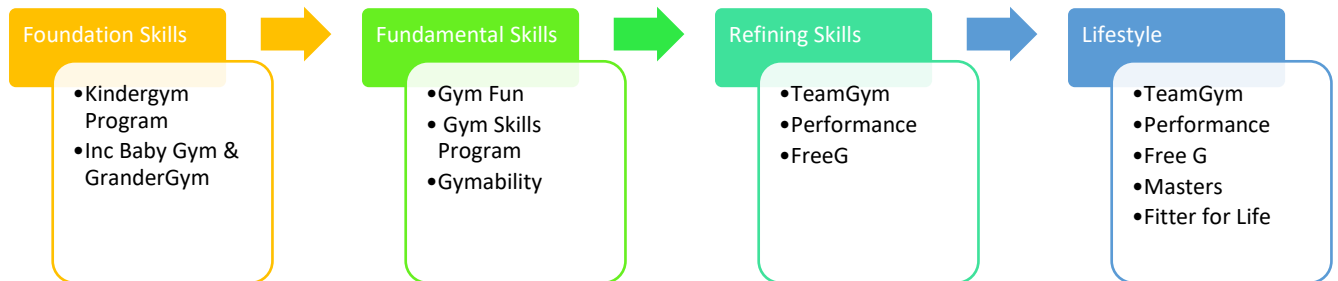 Foundation Skills
•Kindergym
Program
•Inc Baby Gym &
GranderGym
Fundamental Skills
•Gym Fun
• Gym Skills
Program
•Gymability
Refining Skills
•TeamGym
•Performance
•FreeG
Lifestyle
•TeamGym
•Performance
•Free G
•Masters
•Fitter for Life